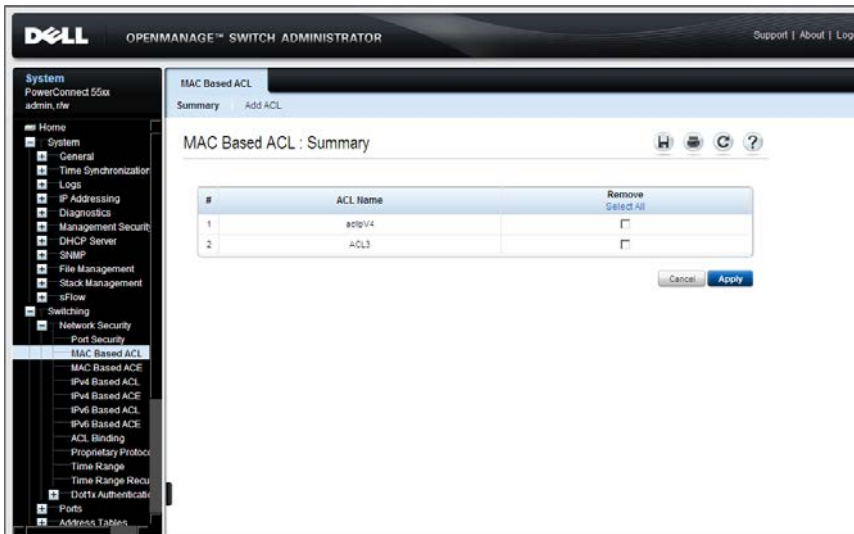 DELL
OPENMANAGE™ SWITCH ADMINISTRATOR
Support | About | Log
System
PowerConnect 55xx
admin, r/w
Home
System
General
Time Synchronization
Logs
IP Addressing
Diagnostics
Management Securit
DHCP Server
SNMP
File Management
Stack Management
sFlow
Switching
Network Security
Port Security
MAC Based ACL
MAC Based ACE
IPv4 Based ACL
IPv4 Based ACE
IPv6 Based ACL
IPv6 Based ACE
ACL Binding
Proprietary Protoco
Time Range
Time Range Recu
Dot1x Authenticatio
Ports
Address Tables
MAC Based ACL
Summary Add ACL
MAC Based ACL : Summary
# ACL Name Remove
Select All
1 aclpV4
2 ACL3
Cancel Apply